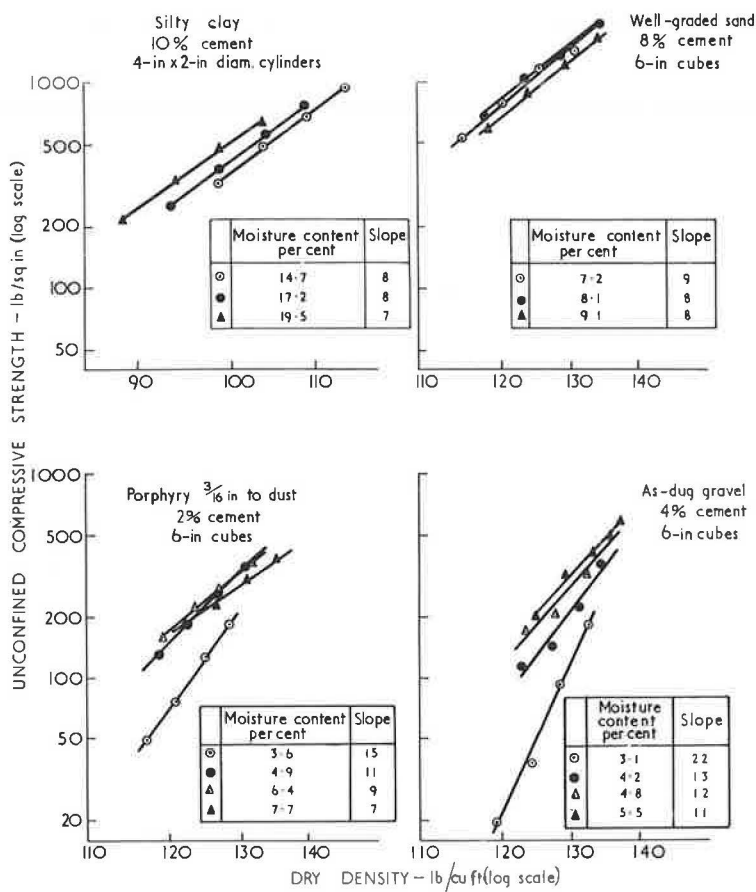 Silty clay
10% cement
4-in x 2-in diam. cylinders
1000
500
200
100
50
Moisture content per cent Slope
14·7 8
17·2 8
19·5 7
90 100 110
Well-graded sand
8% cement
6-in cubes
Moisture content per cent Slope
7·2 9
8·1 8
9·1 8
110 120 130 140
UNCONFINED COMPRESSIVE STRENGTH – lb/sq in (log scale)
Porphyry 3/16 in to dust
2% cement
6-in cubes
1000
500
200
100
50
20
Moisture content per cent Slope
3·6 15
4·9 11
6·4 9
7·7 7
110 120 130 140
As-dug gravel
4% cement
6-in cubes
Moisture content per cent Slope
3·1 22
4·2 13
4·8 12
5·5 11
110 120 130 140
DRY DENSITY – lb/cu ft (log scale)